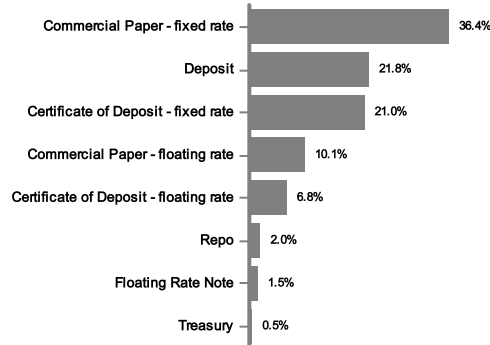 Commercial Paper - fixed rate 36.4%
Deposit 21.8%
Certificate of Deposit - fixed rate 21.0%
Commercial Paper - floating rate 10.1%
Certificate of Deposit - floating rate 6.8%
Repo 2.0%
Floating Rate Note 1.5%
Treasury 0.5%